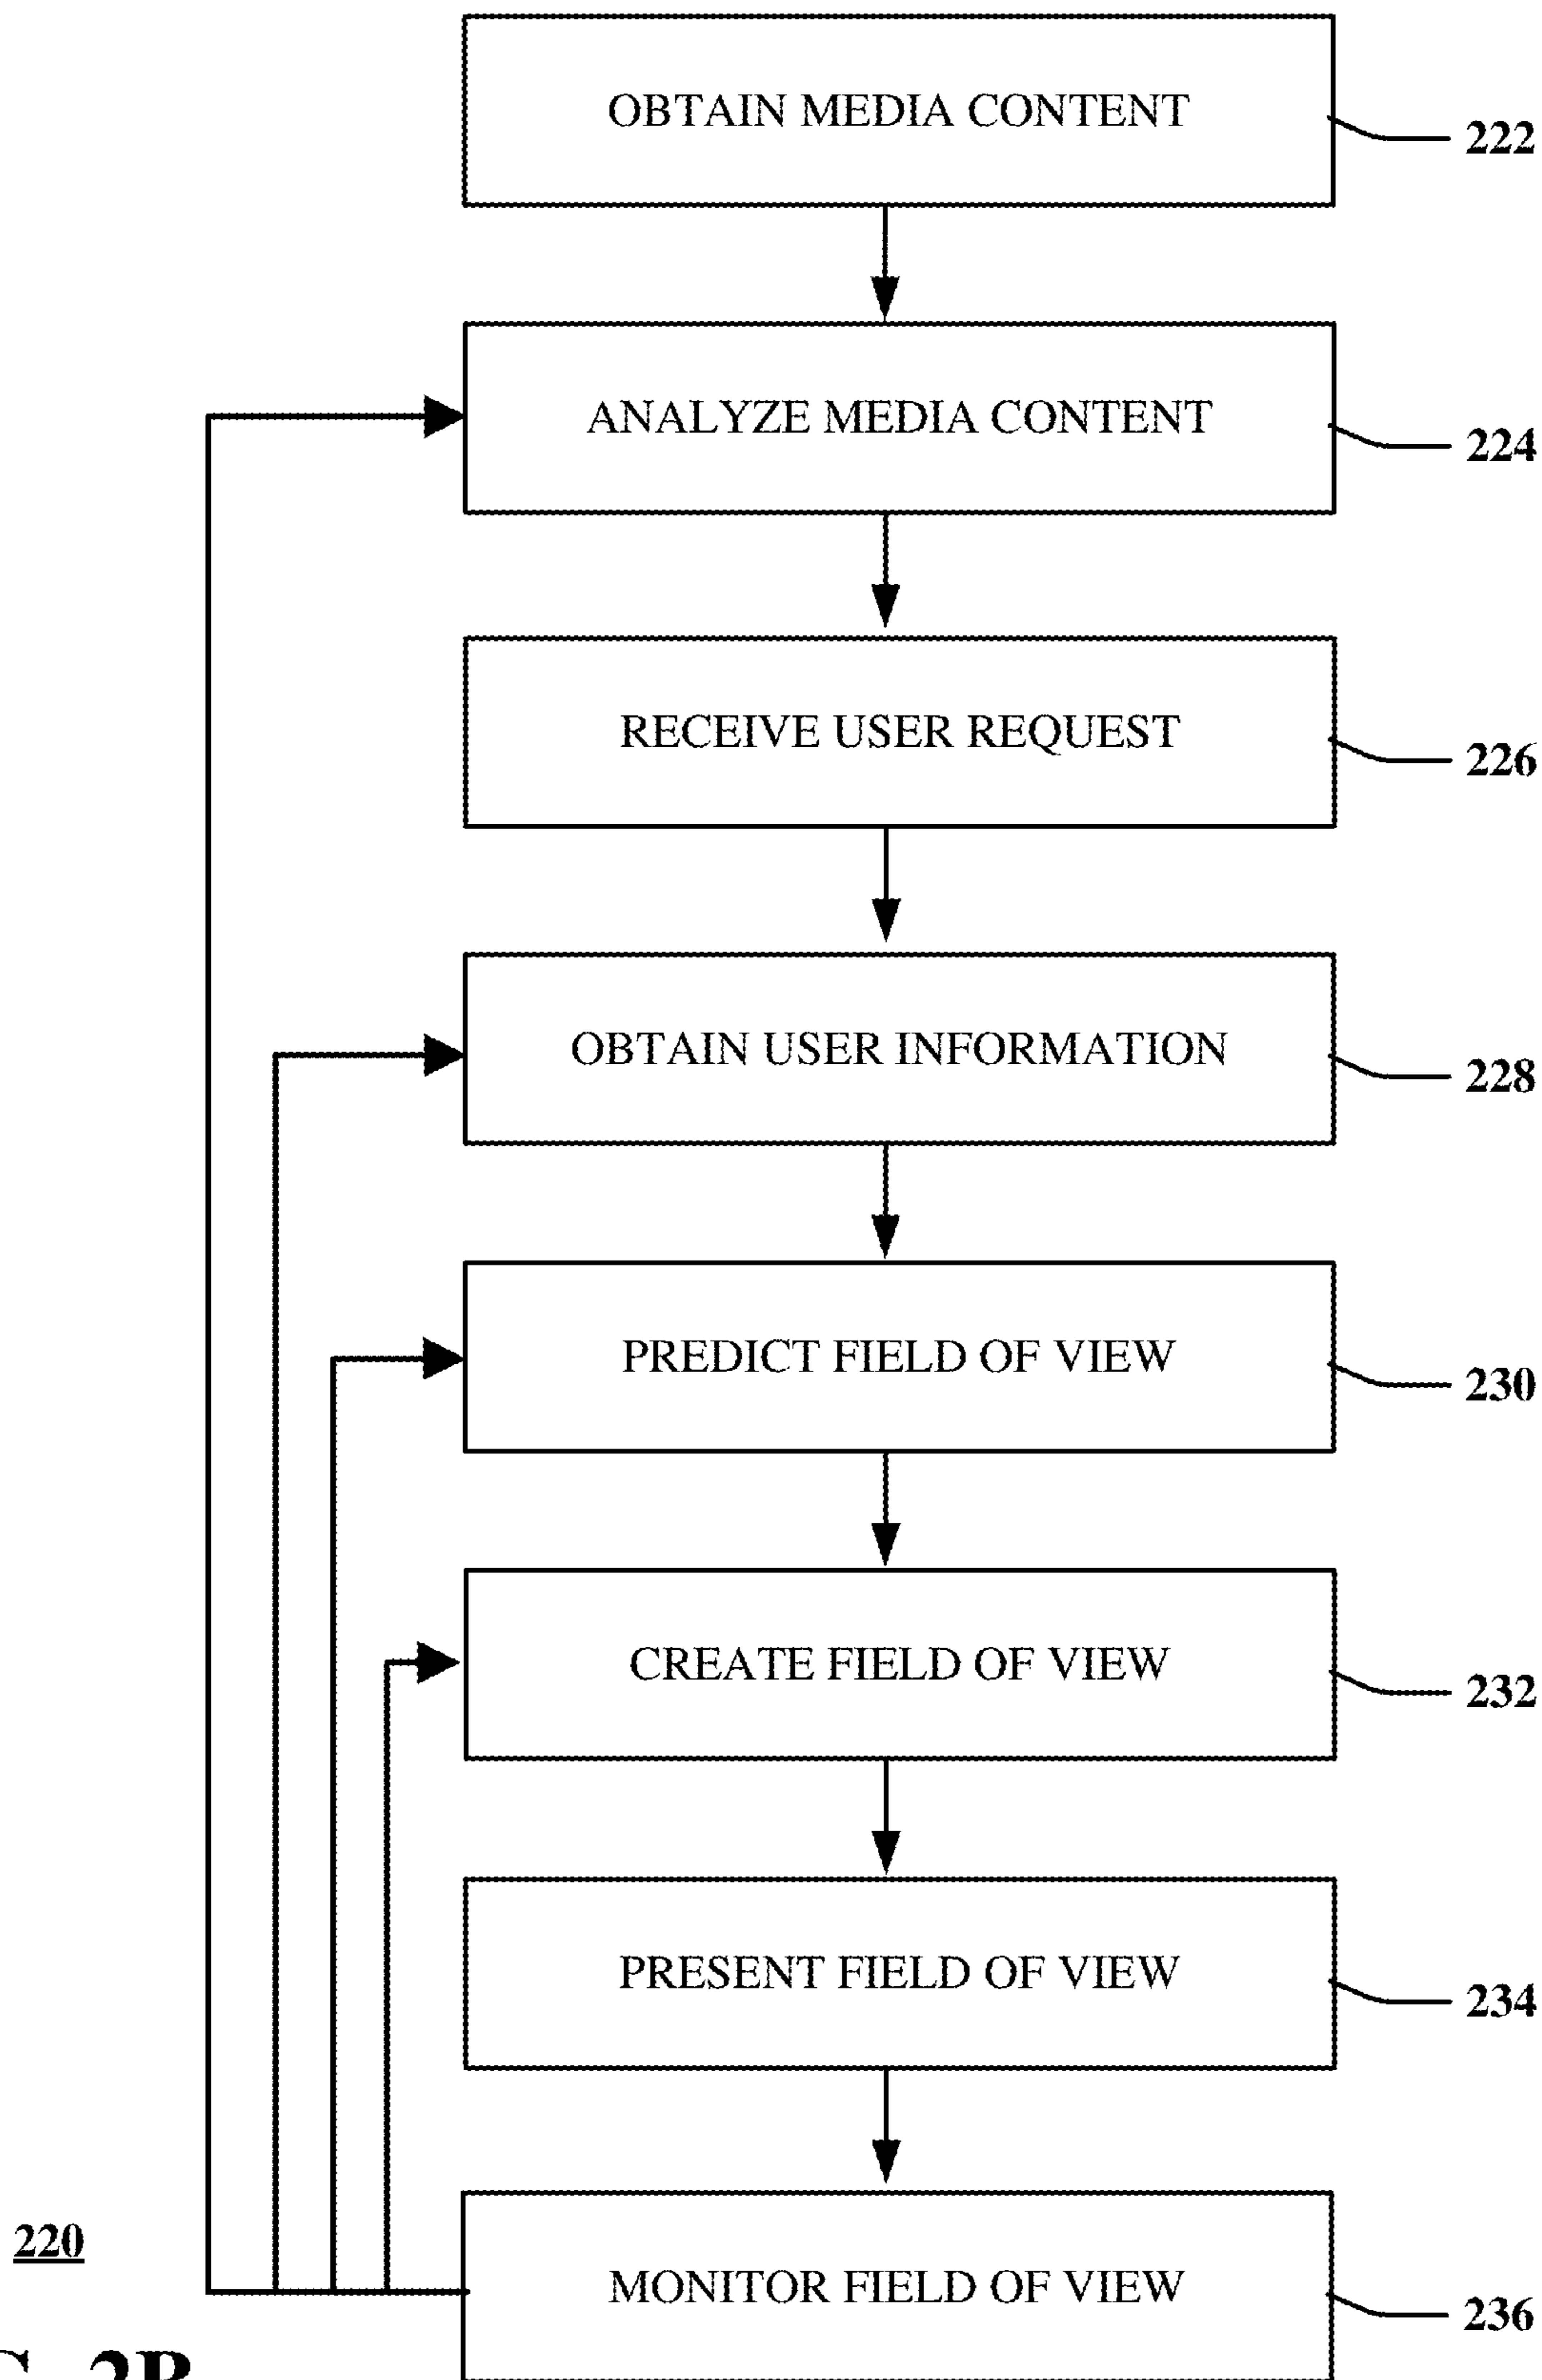 OBTAIN MEDIA CONTENT
222
ANALYZE MEDIA CONTENT
224
RECEIVE USER REQUEST
226
OBTAIN USER INFORMATION
228
PREDICT FIELD OF VIEW
230
CREATE FIELD OF VIEW
232
PRESENT FIELD OF VIEW
234
220
MONITOR FIELD OF VIEW
236
2B